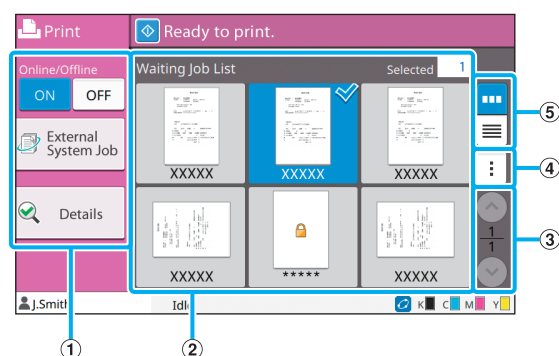 Print
Ready to print.
Online/Offline
ON OFF
External
System Job
Details
Waiting Job List
Selected 1
XXXXX XXXXX XXXXX
XXXXX ***** XXXXX
1
1
J.Smith
Idle
K C M Y
⑤
④
③
① ②